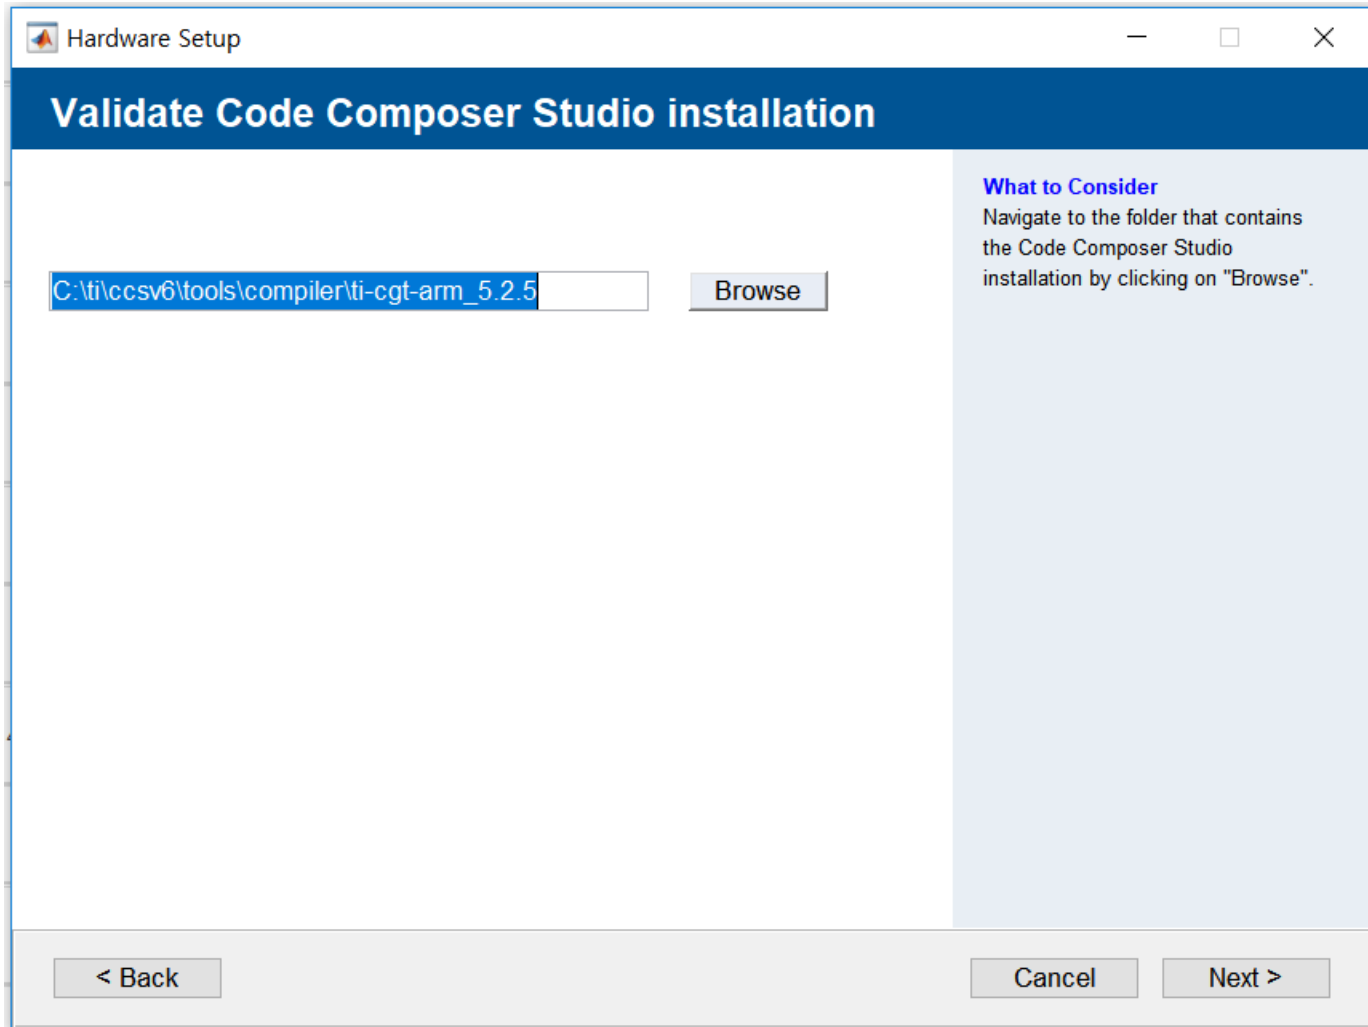 Hardware Setup
Validate Code Composer Studio installation
C:\ti\ccsv6\tools\compiler\ti-cgt-arm_5.2.5
Browse
What to Consider
Navigate to the folder that contains
the Code Composer Studio
installation by clicking on "Browse".
< Back
Cancel
Next >